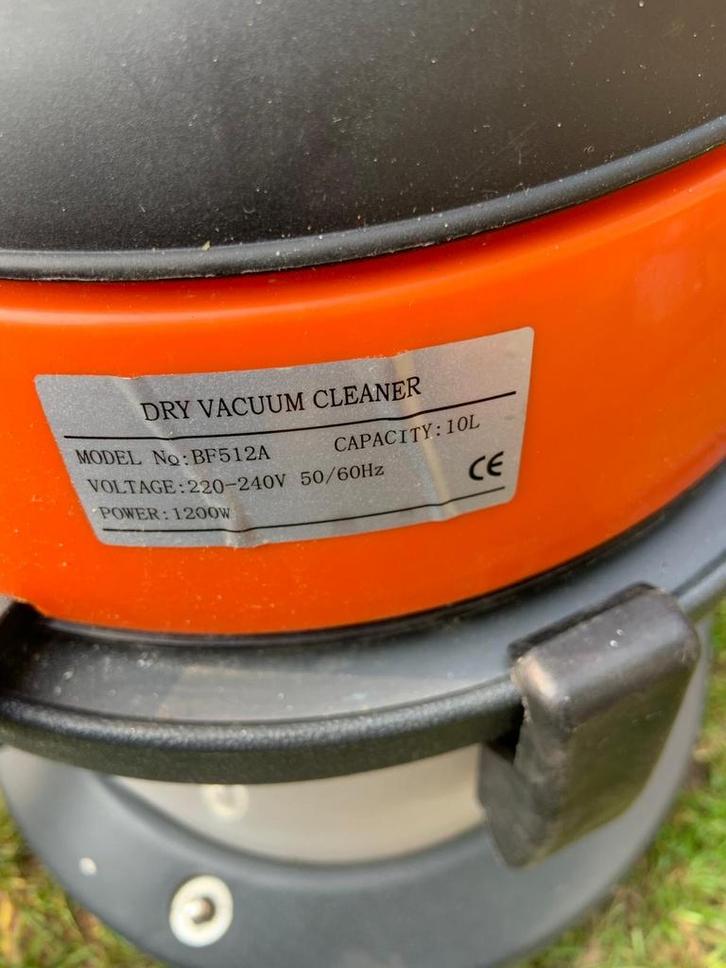 DRY VACUUM CLEANER
MODEL No:BF512A CAPACITY:10L
VOLTAGE:220-240V 50/60Hz
POWER:1200W CE